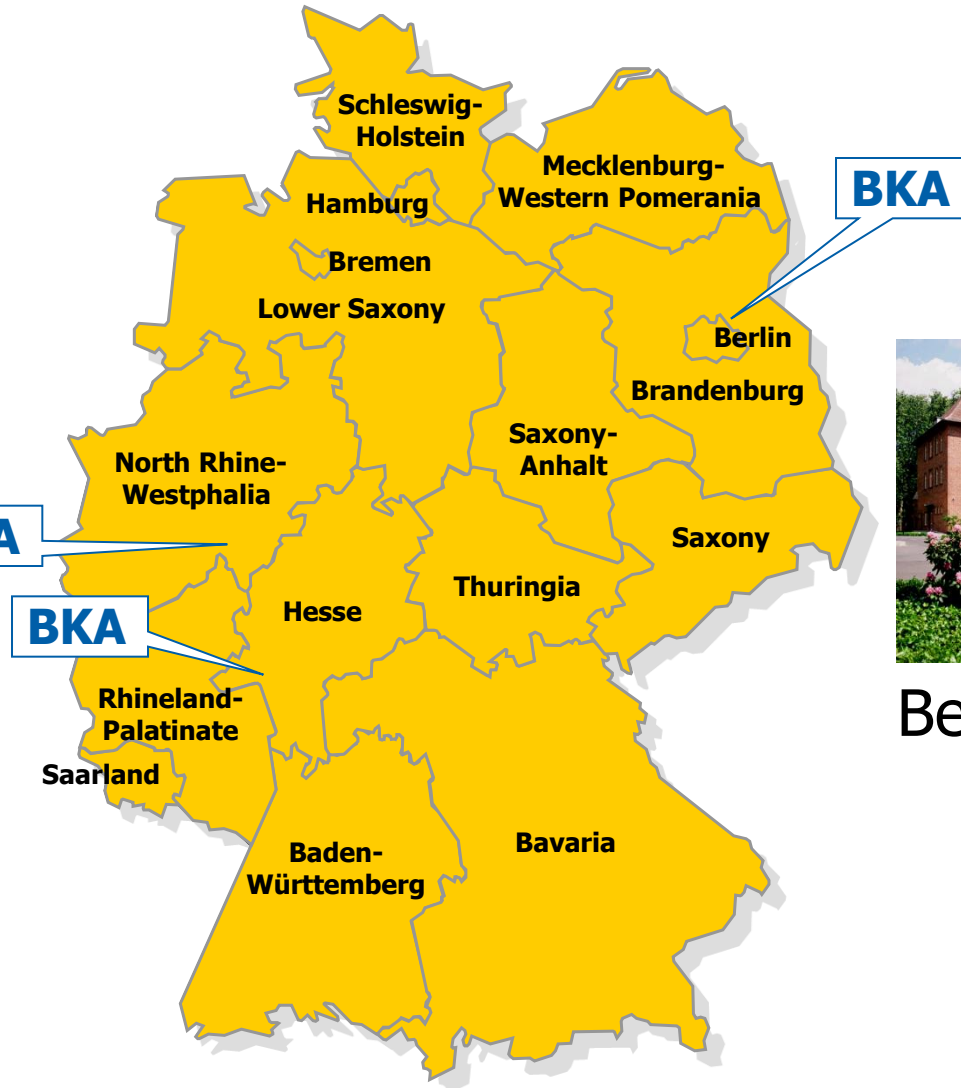 Schleswig-
Holstein
Mecklenburg-
Western Pomerania
BKA
Hamburg
Bremen
Lower Saxony
Berlin
Brandenburg
Saxony-
Anhalt
North Rhine-
Westphalia
A
Saxony
Thuringia
Hesse
BKA
Rhineland-
Palatinate
Be
Saarland
Baden-
Württemberg
Bavaria